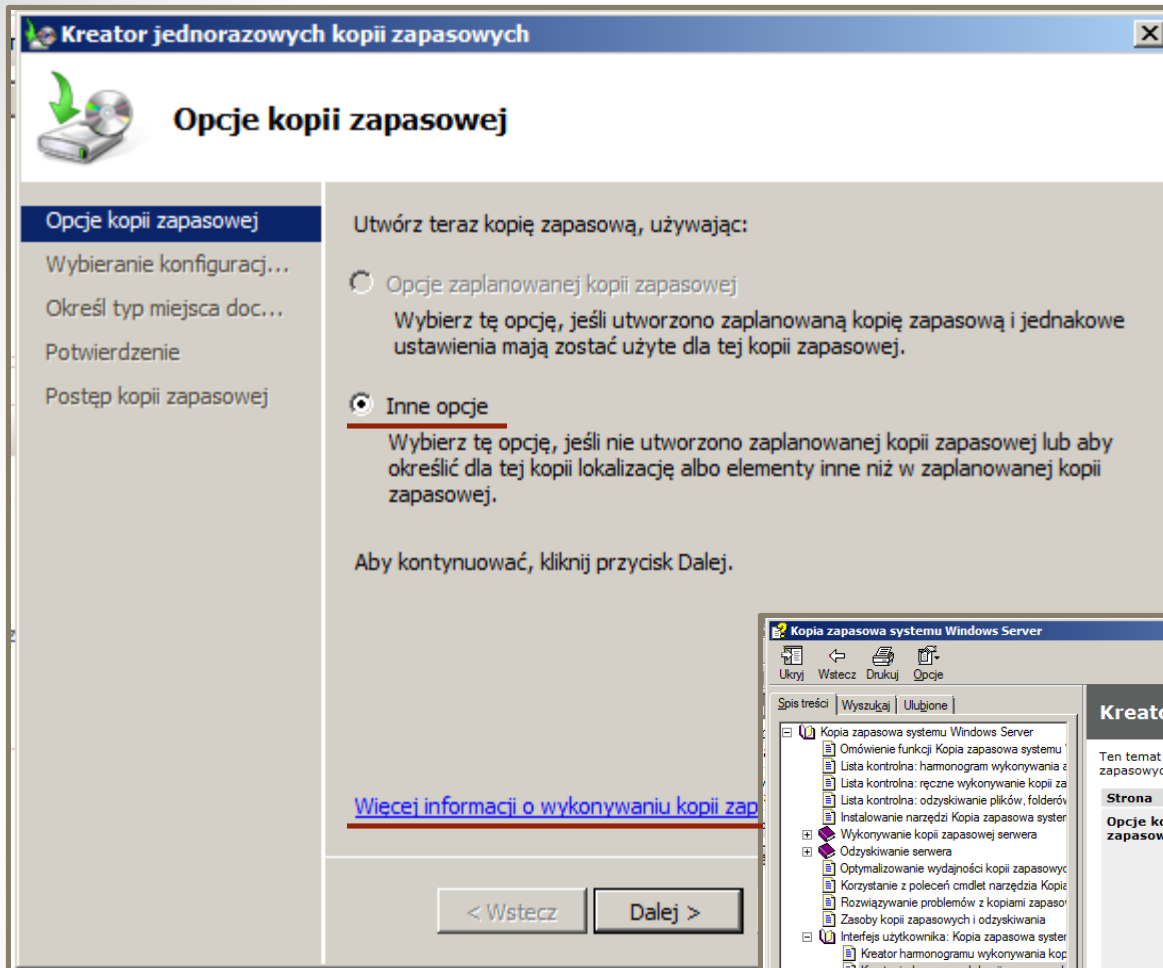 Kreator jednorazowych kopii zapasowych
Opcje kopii zapasowej
Opcje kopii zapasowej
Wybieranie konfiguracj...
Określ typ miejsca doc...
Potwierdzenie
Postęp kopii zapasowej
Utwórz teraz kopię zapasową, używając:
Opcje zaplanowanej kopii zapasowej
Wybierz tę opcję, jeśli utworzono zaplanowaną kopię zapasową i jednakowe
ustawienia mają zostać użyte dla tej kopii zapasowej.
Inne opcje
Wybierz tę opcję, jeśli nie utworzono zaplanowanej kopii zapasowej lub aby
określić dla tej kopii lokalizację albo elementy inne niż w zaplanowanej kopii
zapasowej.
Aby kontynuować, kliknij przycisk Dalej.
Więcej informacji o wykonywaniu kopii zap
< Wstecz
Dalej >
Kopia zapasowa systemu Windows Server
Ukryj Wstecz Drukuj Opcje
Spis treści Wyszukaj Ulubione
Kopia zapasowa systemu Windows Server
Omówienie funkcji Kopia zapasowa systemu
Lista kontrolna: harmonogram wykonywania a
Lista kontrolna: ręczne wykonywanie kopii za
Lista kontrolna: odzyskiwanie plików, folderów
Instalowanie narzędzi Kopia zapasowa system
Wykonywanie kopii zapasowej serwera
Odzyskiwanie serwera
Optymalizowanie wydajności kopii zapasowyc
Korzystanie z poleceń cmdlet narzędzia Kopia
Rozwiązywanie problemów z kopiami zapasow
Zasoby kopii zapasowych i odzyskiwania
Interfejs użytkownika: Kopia zapasowa system
Kreator harmonogramu wykonywania kop
Kreato
Ten temat
zapasowyc
Strona
Opcje ko
zapasow